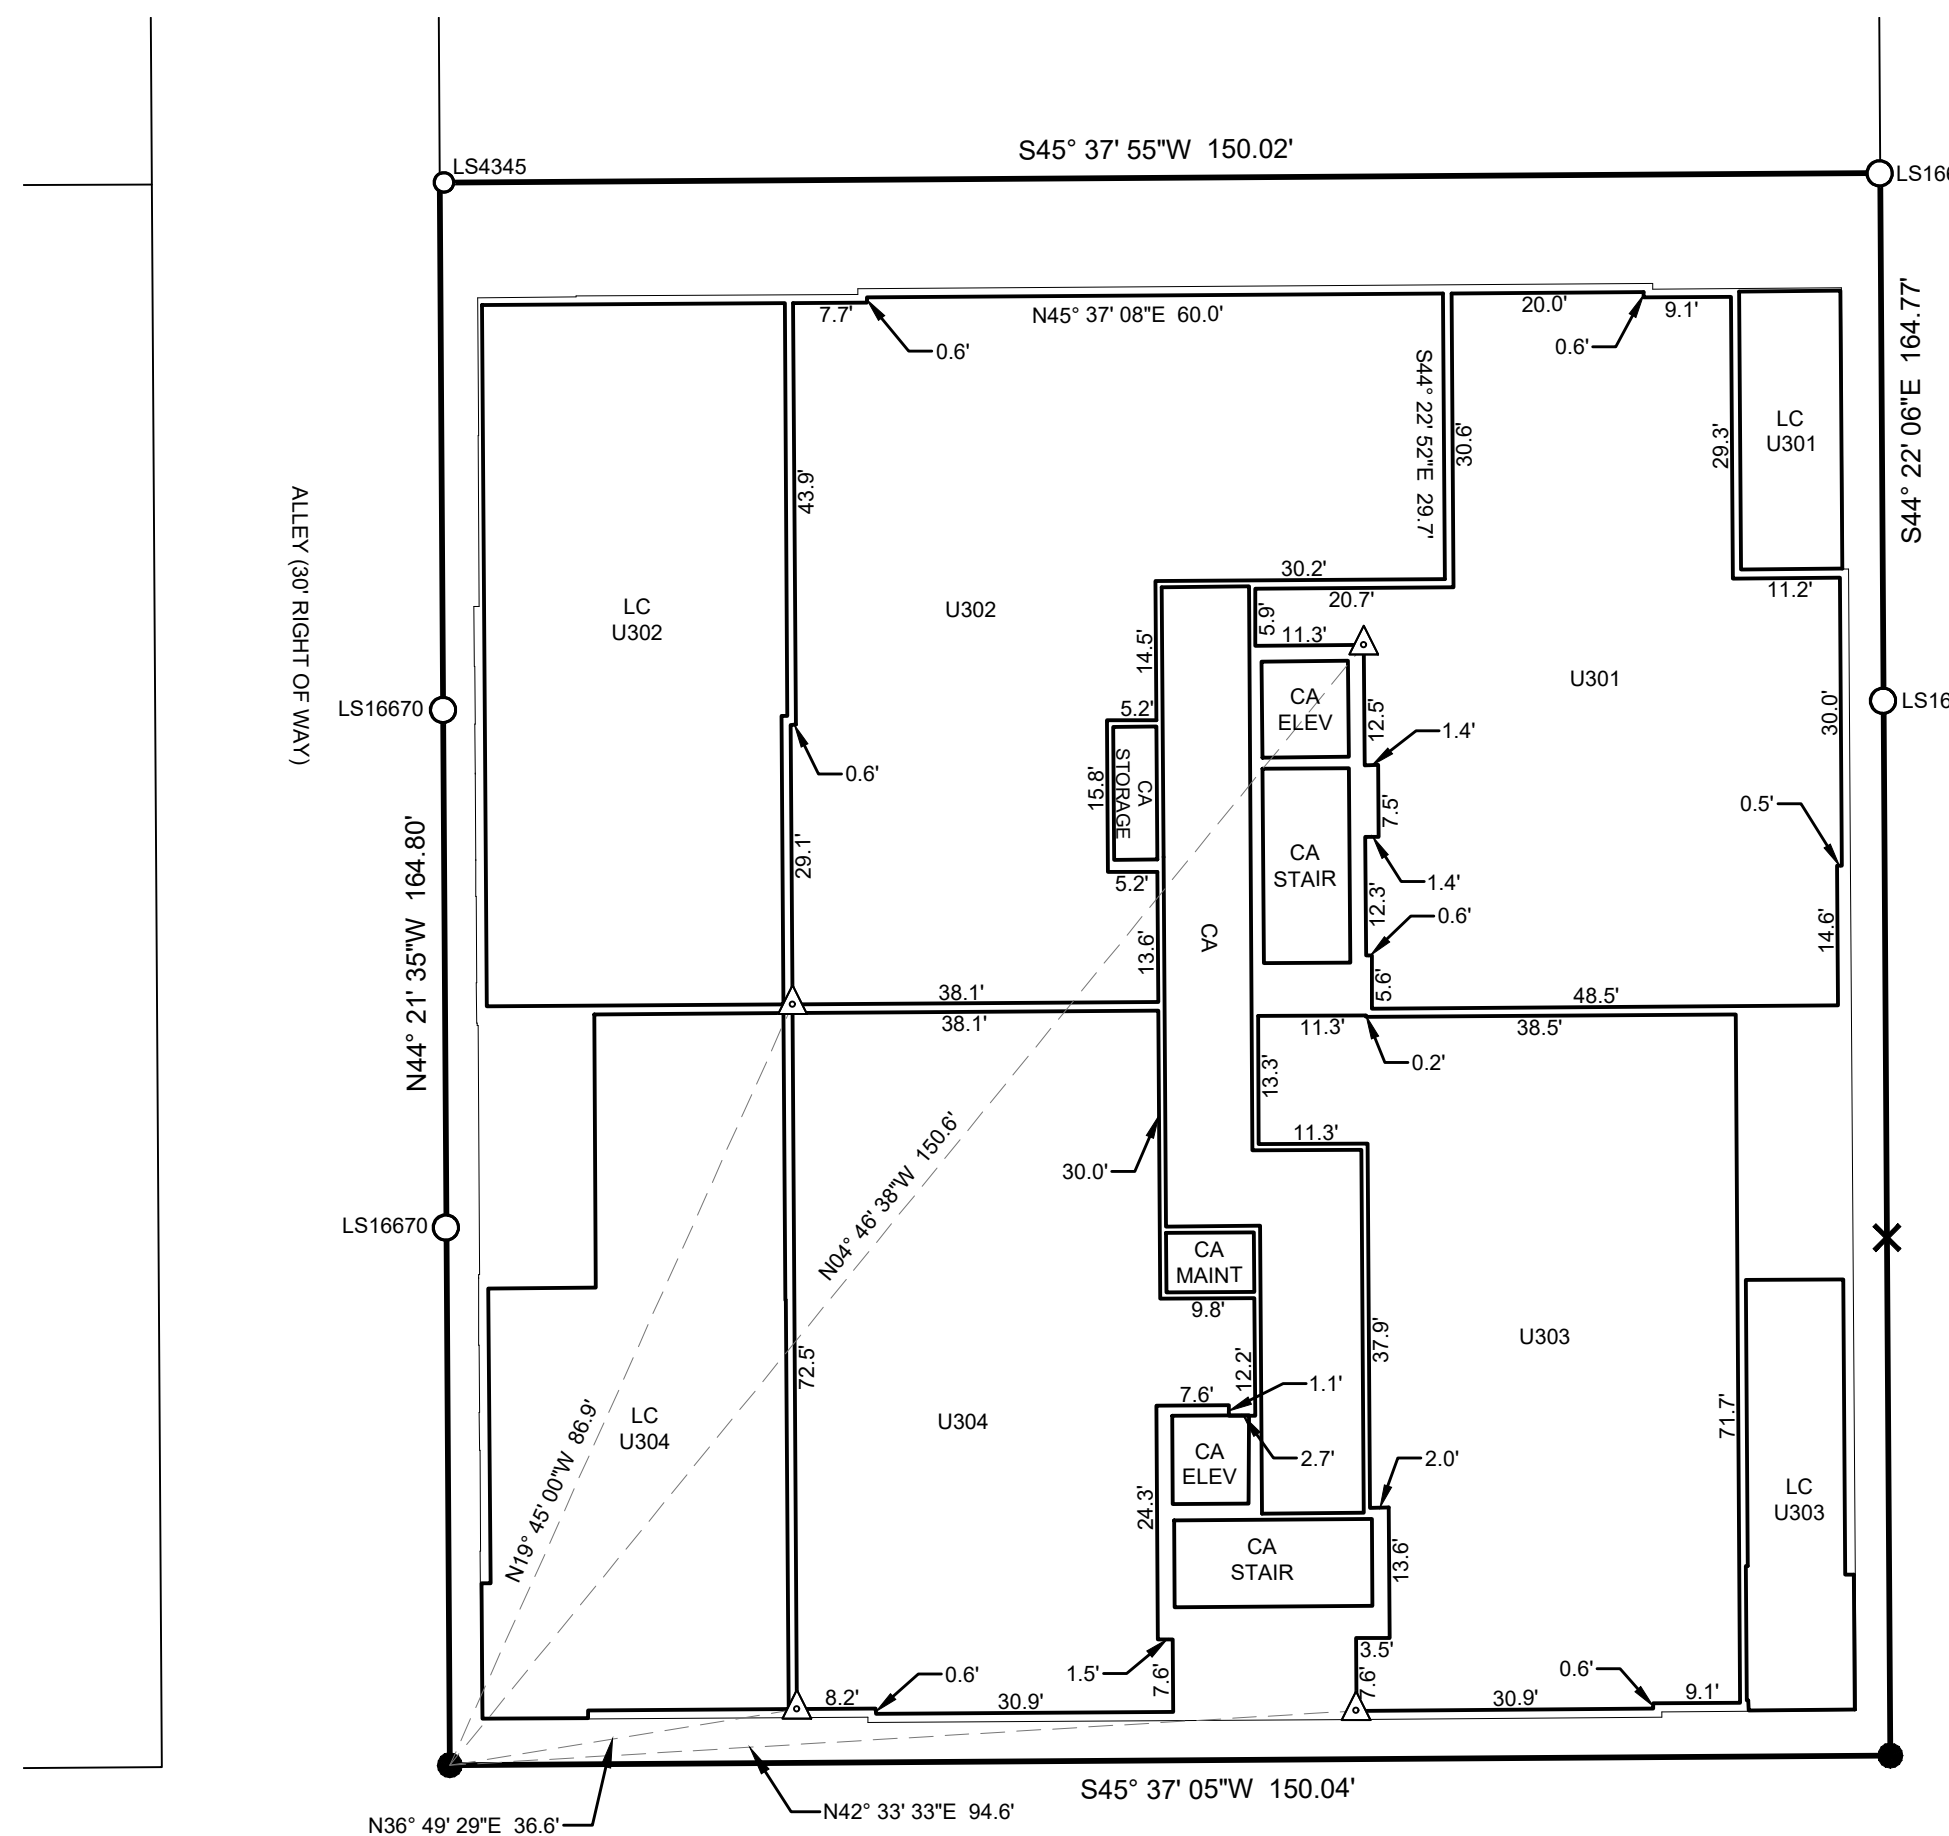 S45° 37' 55"W 150.02'
LS4345
LS16
7.7'
N45° 37' 08"E 60.0'
0.6'
20.0'
0.6'
9.1'
S44° 22' 52"E 29.7'
30.6'
29.3'
LC
U301
S44° 22' 06"E 164.77'
43.9'
ALLEY (30' RIGHT OF WAY)
LC
U302
U302
30.2'
20.7'
5.9'
11.3'
11.2'
14.5'
U301
LS16670
LS16
5.2'
CA
ELEV
12.5'
1.4'
30.0'
0.6'
15.8'
CA
STORAGE
7.5'
0.5'
N44° 21' 35"W 164.80'
29.1'
CA
STAIR
5.2'
1.4'
12.3'
0.6'
13.6'
CA
14.6'
5.6'
38.1'
48.5'
38.1'
11.3'
38.5'
0.2'
13.3'
11.3'
N04° 46' 38"W 150.6'
30.0'
LS16670
CA
MAINT
9.8'
72.5'
37.9'
U303
12.2'
1.1'
7.6'
N19° 45' 00"W 86.9'
LC
U304
U304
71.7'
CA
ELEV
2.7'
2.0'
24.3'
LC
U303
CA
STAIR
13.6'
3.5'
0.6'
1.5'
7.6'
7.6'
0.6'
8.2'
30.9'
30.9'
9.1'
S45° 37' 05"W 150.04'
N42° 33' 33"E 94.6'
N36° 49' 29"E 36.6'